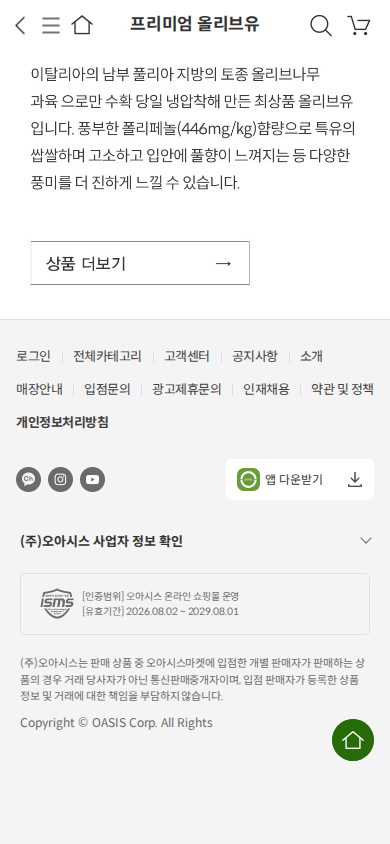 프리미엄 올리브유
이탈리아의 남부 풀리아 지방의 토종 올리브나무
과육 으로만 수확 당일 냉압착해 만든 최상품 올리브유
입니다. 풍부한 폴리페놀(446mg/kg)함량으로 특유의
쌉쌀하며 고소하고 입안에 풀향이 느껴지는 등 다양한
풍미를 더 진하게 느낄 수 있습니다.
상품 더보기 →
로그인 전체카테고리 고객센터 공지사항 소개
매장안내 입점문의 광고제휴문의 인재채용 약관 및 정책
개인정보처리방침
앱 다운받기
(주)오아시스 사업자 정보 확인
isms
[인증범위] 오아시스 온라인 쇼핑몰 운영
[유효기간] 2026.08.02 ~ 2029.08.01
(주)오아시스는 판매 상품 중 오아시스마켓에 입점한 개별 판매자가 판매하는 상
품의 경우 거래 당사자가 아닌 통신판매중개자이며, 입점 판매자가 등록한 상품
정보 및 거래에 대한 책임을 부담하지 않습니다.
Copyright © OASIS Corp. All Rights